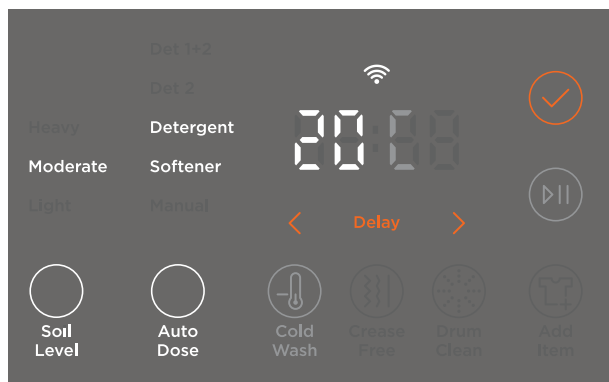 Det 1+2
Det 2
Heavy
Detergent
Moderate
Softener
Light
Manual
20 C
Delay
Soil
Level
Auto
Dose
Cold
Wash
Crease
Free
Drum
Clean
Add
Item